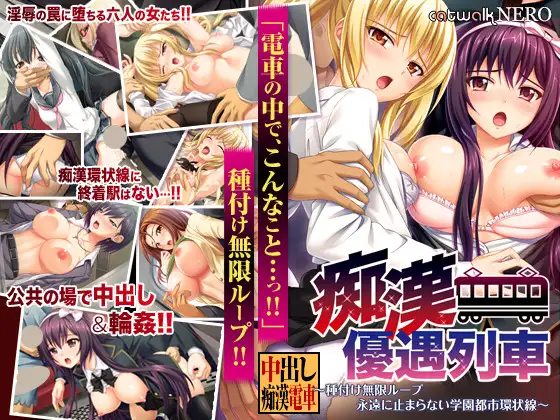 淫辱の罠に堕ちる六人の女たち!!
痴漢環状線に
終着駅はない…!!
公共の場で中出し
&輪姦!!
「電車の中で、こんなこと…っ!!」
種付け無限ループ!!
中出し
痴漢電車
catwalkNERO
痴漢
優遇列車
~種付け無限ループ
永遠に止まらない学園都市環状線~